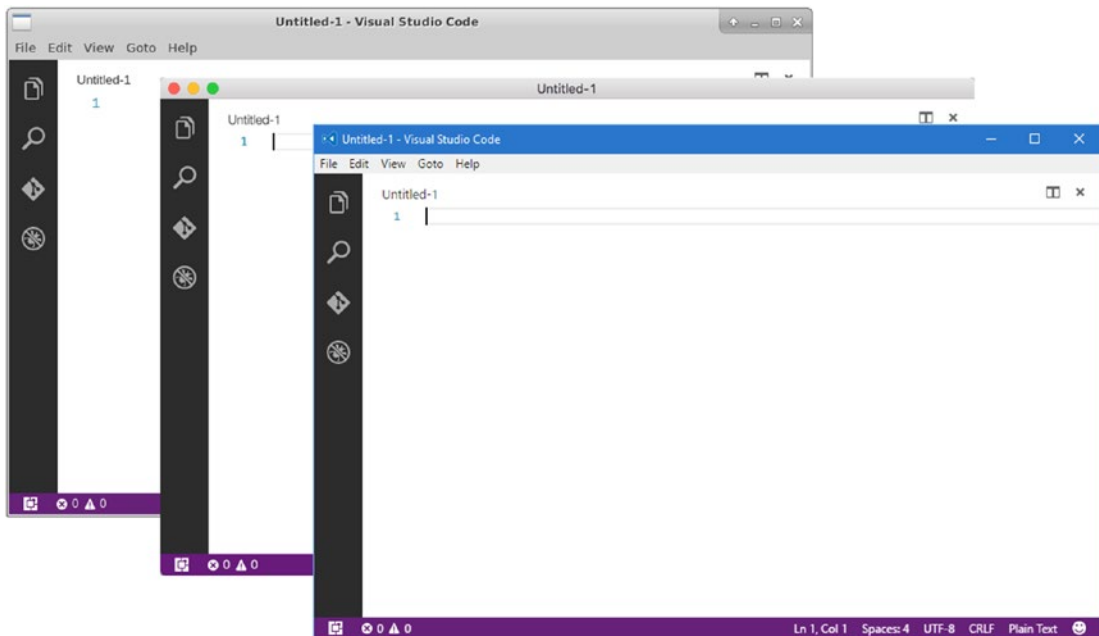 Untitled-1 - Visual Studio Code
File Edit View Goto Help
Untitled-1
1
0 0
Untitled-1
Untitled-1
1
0 0
Untitled-1 - Visual Studio Code
File Edit View Goto Help
Untitled-1
1
0 0 Ln 1, Col 1 Spaces: 4 UTF-8 CRLF Plain Text